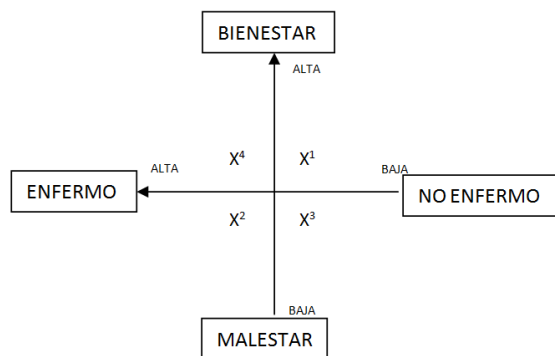 BIENESTAR
ALTA
X⁴ X¹
ALTA BAJA
ENFERMO NO ENFERMO
X² X³
BAJA
MALESTAR